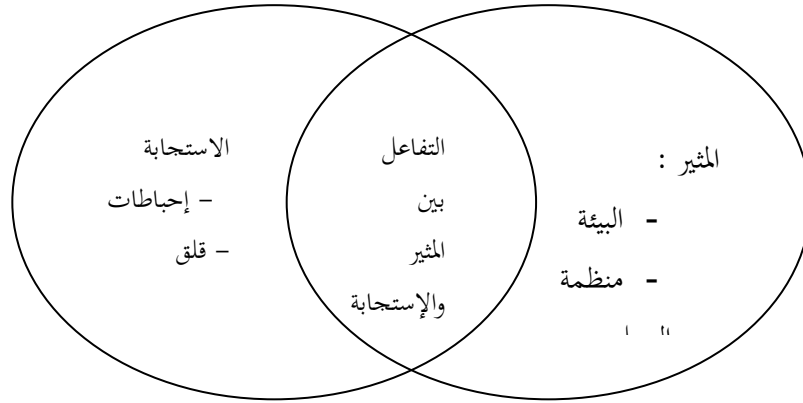 المثير :
- البيئة
- منظمة
التفاعل
بين
المثير
والإستجابة
الاستجابة
– إحباطات
– قلق